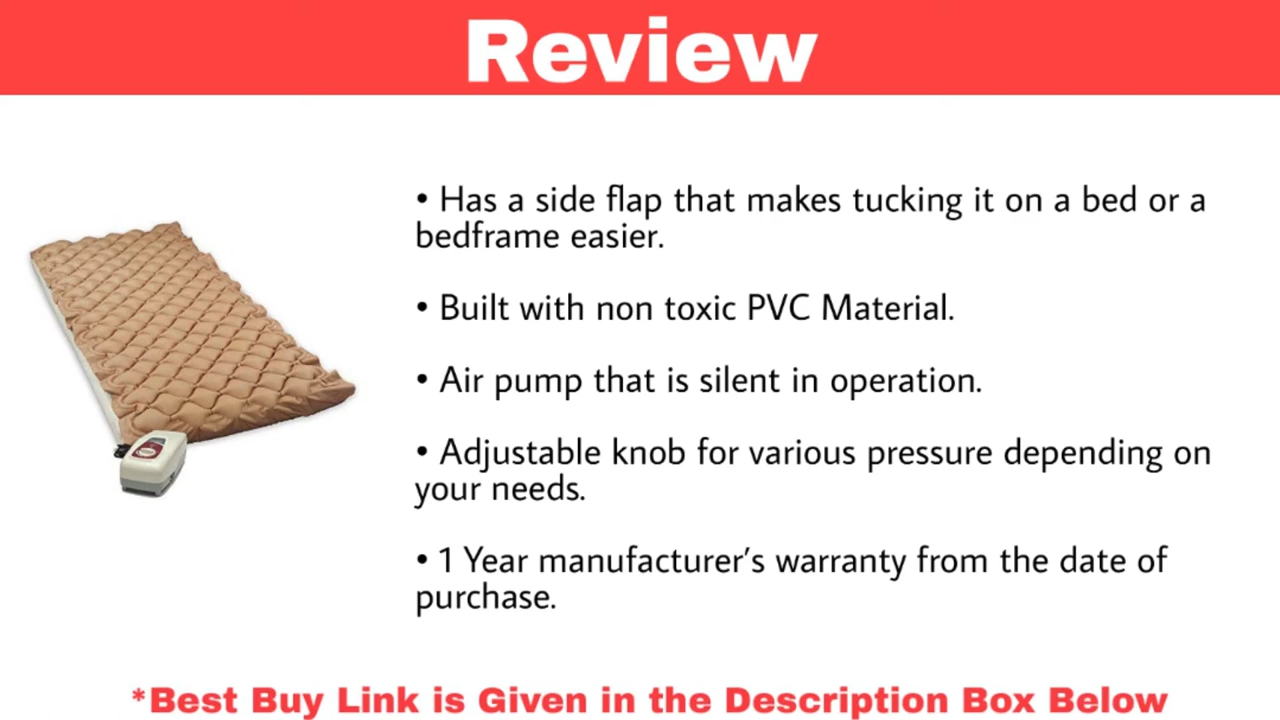 Review
• Has a side flap that makes tucking it on a bed or a
bedframe easier.
• Built with non toxic PVC Material.
• Air pump that is silent in operation.
• Adjustable knob for various pressure depending on
your needs.
• 1 Year manufacturer's warranty from the date of
purchase.
*Best Buy Link is Given in the Description Box Below